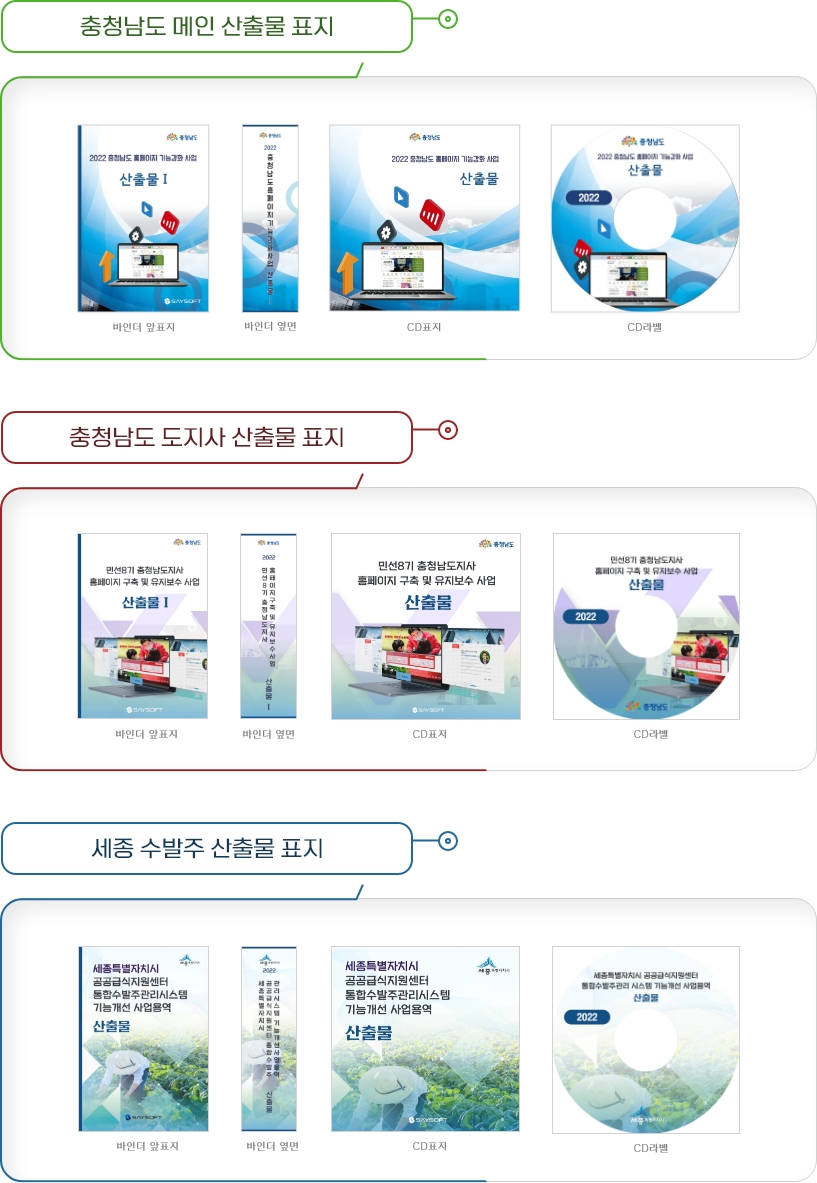 충청남도 메인 산출물 표지
충청남도
2022 충청남도 홈페이지 기능강화 사업
산출물 I
SAYSOFT
바인더 앞표지
충청남도
2022
충청남도홈페이지기능강화사업 산출물 I
바인더 옆면
충청남도
2022 충청남도 홈페이지 기능강화 사업
산출물
CD표지
충청남도
2022 충청남도 홈페이지 기능강화 사업
산출물
2022
CD라벨
충청남도 도지사 산출물 표지
충청남도
민선8기 충청남도지사
홈페이지 구축 및 유지보수 사업
산출물 I
SAYSOFT
바인더 앞표지
충청남도
2022
민선8기 충청남도지사
홈페이지구축 및 유지보수사업
산출물 I
바인더 옆면
충청남도
민선8기 충청남도지사
홈페이지 구축 및 유지보수 사업
산출물
SAYSOFT
CD표지
민선8기 충청남도지사
홈페이지 구축 및 유지보수 사업
산출물
2022
충청남도
CD라벨
세종 수발주 산출물 표지
세종특별자치시
공공급식지원센터
통합수발주관리시스템
기능개선 사업용역
산출물
SAYSOFT
바인더 앞표지
2022
세종특별자치시
공공급식지원센터 통합수발주
관리시스템 기능개선사업용역
산출물
바인더 옆면
세종특별자치시
세종특별자치시
공공급식지원센터
통합수발주관리시스템
기능개선 사업용역
산출물
SAYSOFT
CD표지
세종특별자치시 공공급식지원센터
통합수발주관리 시스템 기능개선 사업용역
산출물
2022
세종특별자치시
CD라벨